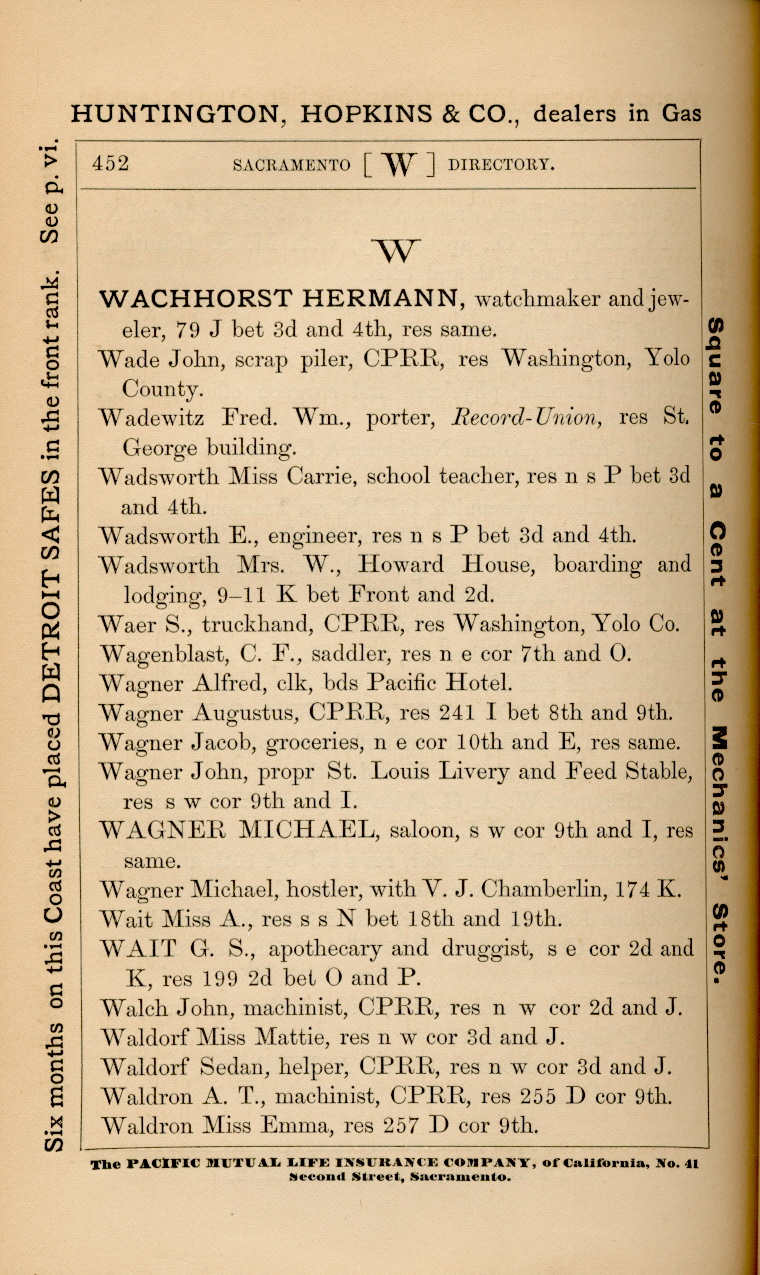 HUNTINGTON, HOPKINS & CO., dealers in Gas
452 SACRAMENTO [ W ] DIRECTORY.
W
WACHHORST HERMANN, watchmaker and jew-
eler, 79 J bet 3d and 4th, res same.
Wade John, scrap piler, CPRR, res Washington, Yolo
County.
Wadewitz Fred. Wm., porter, Record-Union, res St.
George building.
Wadsworth Miss Carrie, school teacher, res n s P bet 3d
and 4th.
Wadsworth E., engineer, res n s P bet 3d and 4th.
Wadsworth Mrs. W., Howard House, boarding and
lodging, 9–11 K bet Front and 2d.
Waer S., truckhand, CPRR, res Washington, Yolo Co.
Wagenblast, C. F., saddler, res n e cor 7th and O.
Wagner Alfred, clk, bds Pacific Hotel.
Wagner Augustus, CPRR, res 241 I bet 8th and 9th.
Wagner Jacob, groceries, n e cor 10th and E, res same.
Wagner John, propr St. Louis Livery and Feed Stable,
res s w cor 9th and I.
WAGNER MICHAEL, saloon, s w cor 9th and I, res
same.
Wagner Michael, hostler, with V. J. Chamberlin, 174 K.
Wait Miss A., res s s N bet 18th and 19th.
WAIT G. S., apothecary and druggist, s e cor 2d and
K, res 199 2d bet O and P.
Walch John, machinist, CPRR, res n w cor 2d and J.
Waldorf Miss Mattie, res n w cor 3d and J.
Waldorf Sedan, helper, CPRR, res n w cor 3d and J.
Waldron A. T., machinist, CPRR, res 255 D cor 9th.
Waldron Miss Emma, res 257 D cor 9th.
The PACIFIC MUTUAL LIFE INSURANCE COMPANY, of California, No. 41
Second Street, Sacramento.
Six months on this Coast have placed DETROIT SAFES in the front rank. See p. vi.
Square to a Cent at the Mechanics' Store.